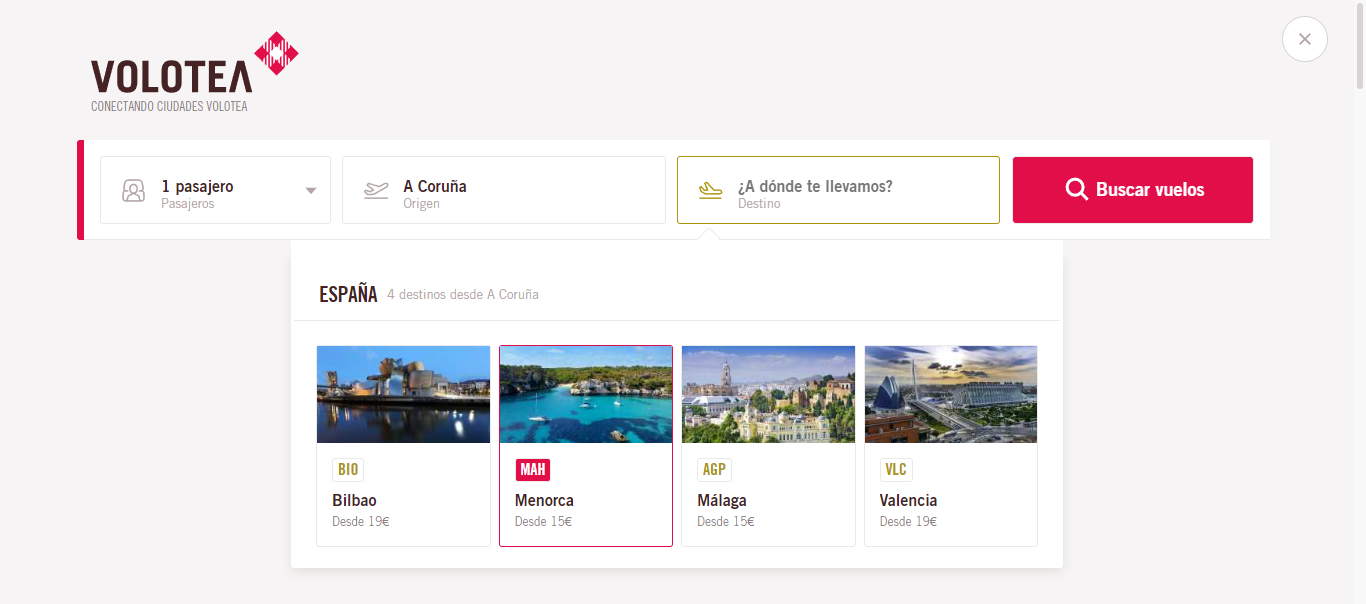 VOLOTEA
CONECTANDO CIUDADES VOLOTEA
1 pasajero
Pasajeros
A Coruña
Origen
¿A dónde te llevamos?
Destino
Buscar vuelos
ESPAÑA 4 destinos desde A Coruña
BIO
Bilbao
Desde 19€
MAH
Menorca
Desde 15€
AGP
Málaga
Desde 15€
VLC
Valencia
Desde 19€